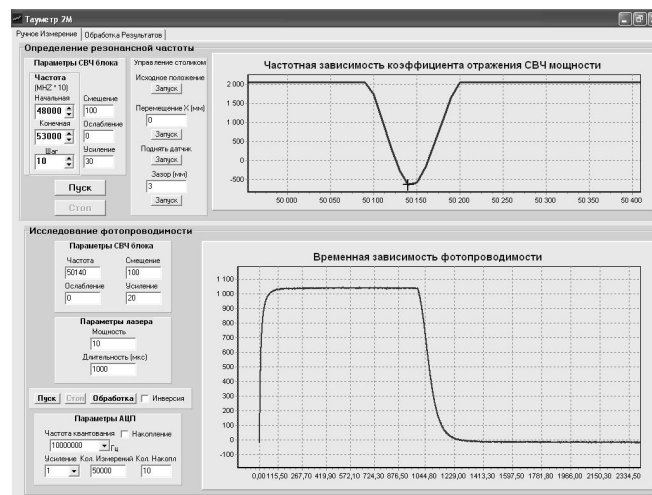 Тауметр 2М
Ручное Измерение Обработка Результатов
Определение резонансной частоты
Параметры СВЧ блока
Частота
(MHZ * 10)
Начальная Смещение
48000 100
Конечная Ослабление
53000 0
Шаг Усиление
10 30
Пуск
Стоп
Управление столиком
Исходное положение
Запуск
Перемещение X (мм)
0
Запуск
Поднять датчик
Запуск
Зазор (мм)
3
Запуск
Частотная зависимость коэффициента отражения СВЧ мощности
2 000
1 500
1 000
500
0
-500
50 000 50 050 50 100 50 150 50 200 50 250 50 300 50 350 50 400
Исследование фотопроводимости
Параметры СВЧ блока
Частота Смещение
50140 100
Ослабление Усиление
0 20
Параметры лазера
Мощность
10
Длительность (мкс)
1000
Пуск Стоп Обработка Инверсия
Параметры АЦП
Частота квантования Накопление
10000000 Гц
Усиление Кол. Измерений Кол. Накопл
1 50000 10
Временная зависимость фотопроводимости
1 100
1 000
900
800
700
600
500
400
300
200
100
0
-100
0,00 115,50 267,70 419,90 572,10 724,30 876,50 1044,80 1229,00 1413,30 1597,50 1781,80 1966,00 2150,30 2334,50